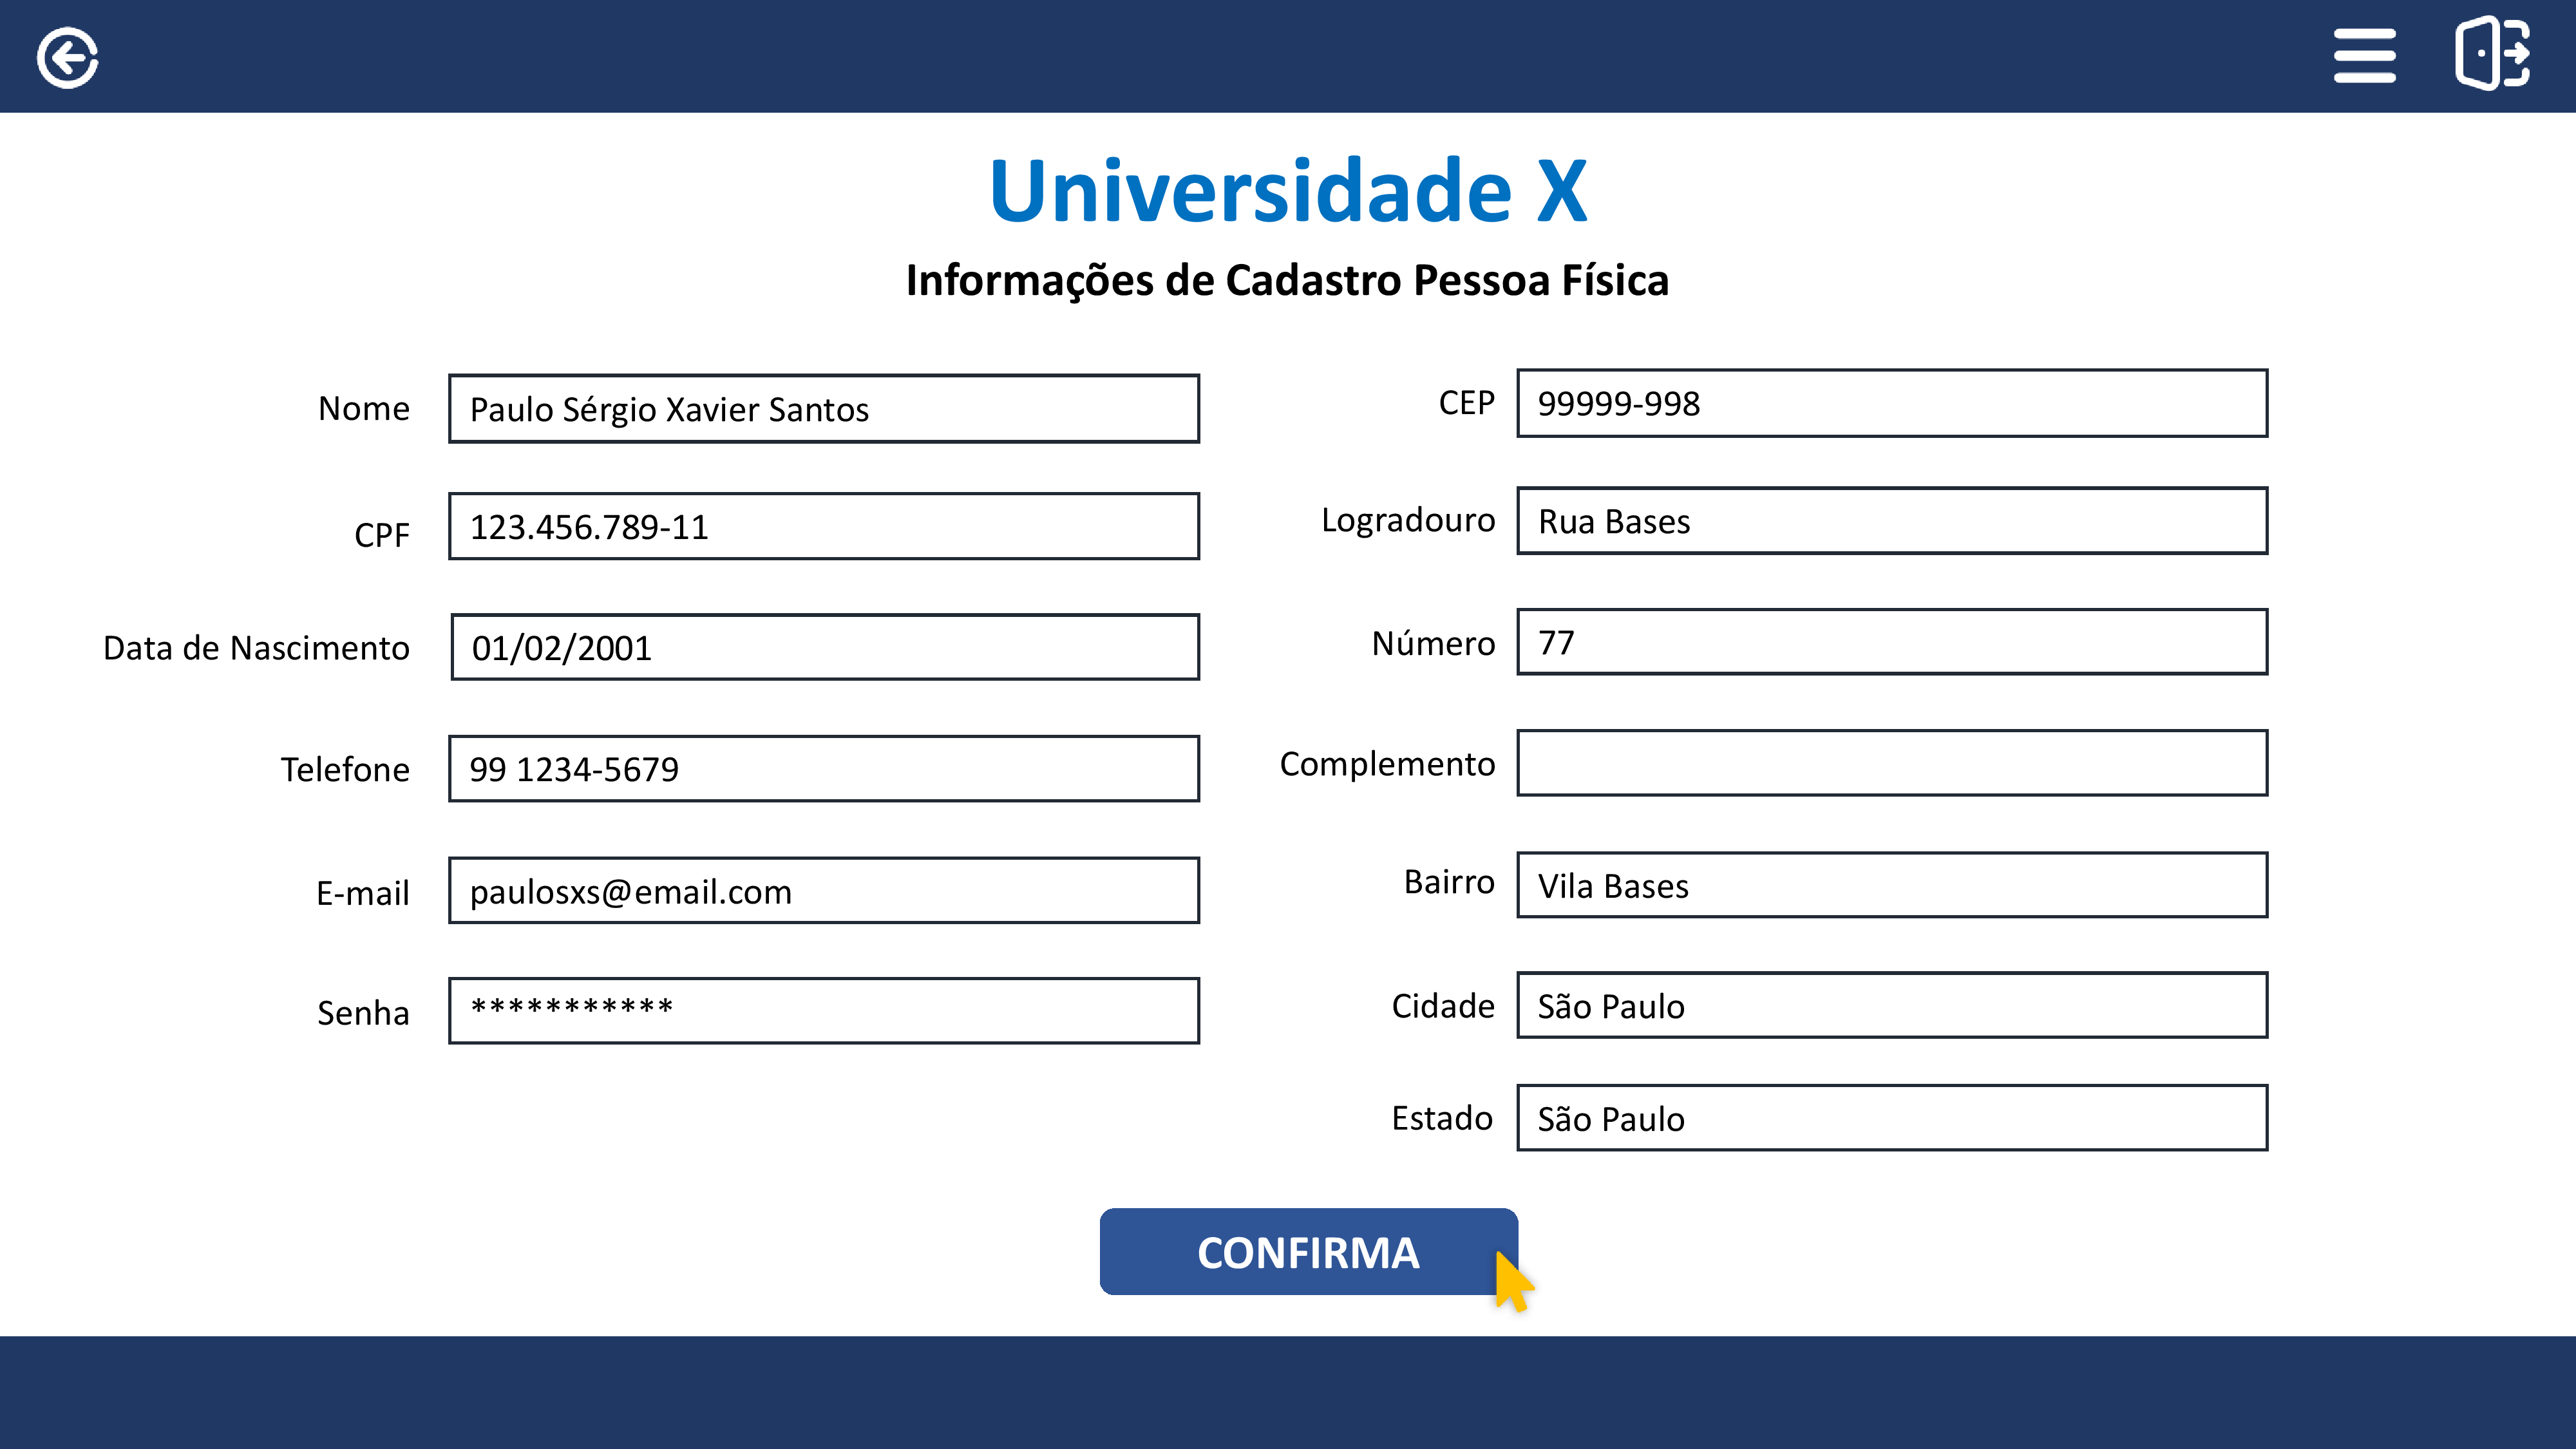 Universidade X
Informações de Cadastro Pessoa Física
Nome Paulo Sérgio Xavier Santos
CPF 123.456.789-11
Data de Nascimento 01/02/2001
Telefone 99 1234-5679
E-mail paulosxs@email.com
Senha ***********
CEP 99999-998
Logradouro Rua Bases
Número 77
Complemento
Bairro Vila Bases
Cidade São Paulo
Estado São Paulo
CONFIRMA